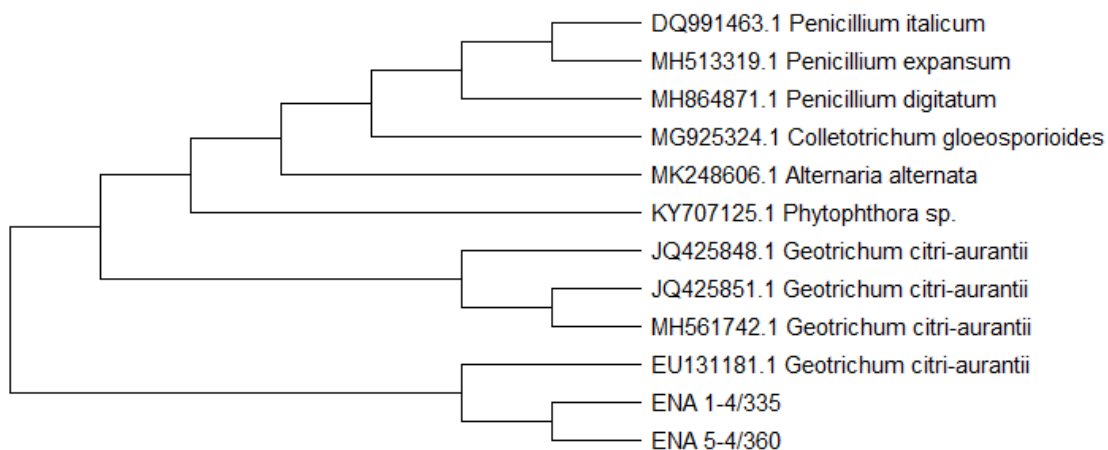 DQ991463.1 Penicillium italicum
MH513319.1 Penicillium expansum
MH864871.1 Penicillium digitatum
MG925324.1 Colletotrichum gloeosporioides
MK248606.1 Alternaria alternata
KY707125.1 Phytophthora sp.
JQ425848.1 Geotrichum citri-aurantii
JQ425851.1 Geotrichum citri-aurantii
MH561742.1 Geotrichum citri-aurantii
EU131181.1 Geotrichum citri-aurantii
ENA 1-4/335
ENA 5-4/360